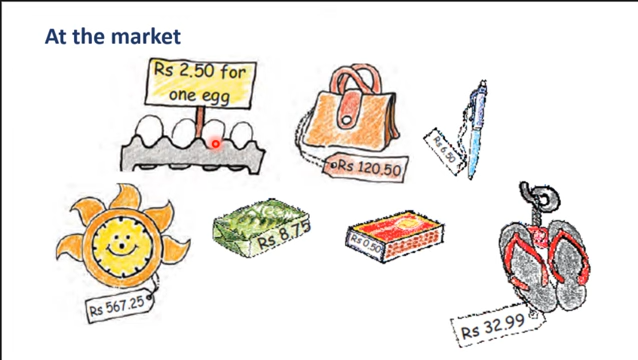 At the market
Rs 2.50 for
one egg
Rs 120.50
Rs 6.50
Rs 567.25
Rs 8.75
Rs 0.50
Rs 32.99